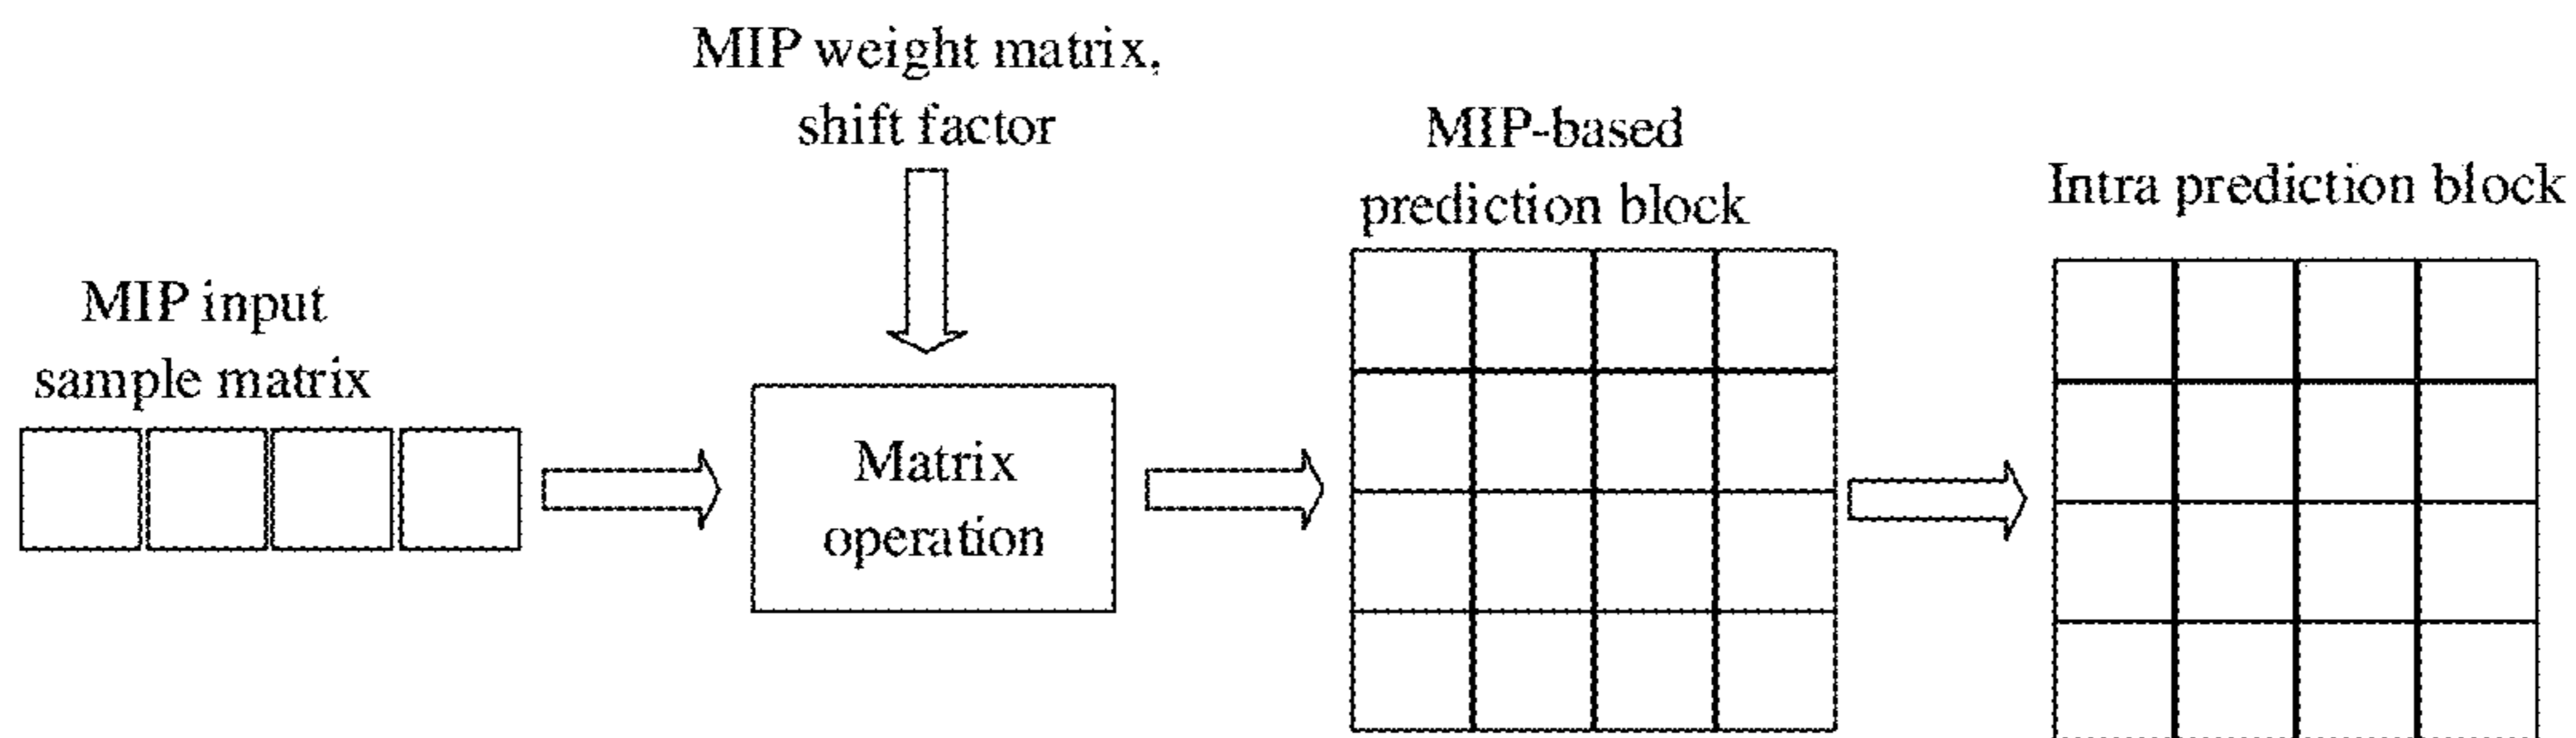 MIP weight matrix,
shift factor
MIP-based
prediction block
Intra prediction block
MIP input
sample matrix
Matrix
operation